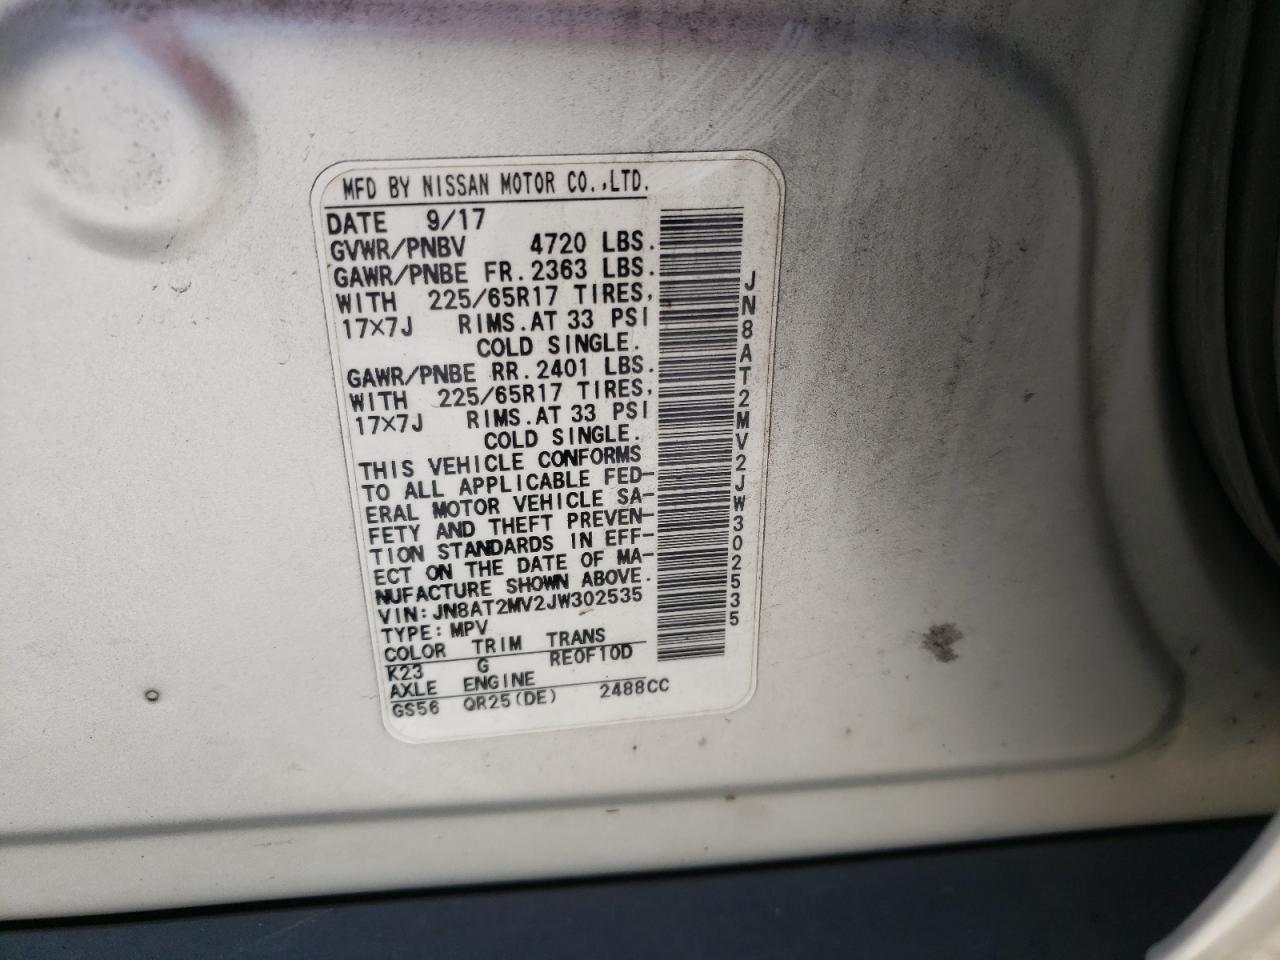 MFD BY NISSAN MOTOR CO.,LTD.
DATE 9/17
GVWR/PNBV 4720 LBS.
GAWR/PNBE FR. 2363 LBS.
WITH 225/65R17 TIRES,
17×7J RIMS. AT 33 PSI
COLD SINGLE.
GAWR/PNBE RR. 2401 LBS.
WITH 225/65R17 TIRES,
17×7J RIMS. AT 33 PSI
COLD SINGLE.
THIS VEHICLE CONFORMS
TO ALL APPLICABLE FED-
ERAL MOTOR VEHICLE SA-
FETY AND THEFT PREVEN-
TION STANDARDS IN EFF-
ECT ON THE DATE OF MA-
NUFACTURE SHOWN ABOVE.
VIN: JN8AT2MV2JW302535
TYPE: MPV
COLOR TRIM TRANS
K23 G RE0F10D
AXLE ENGINE
GS56 QR25(DE) 2488CC
JN8AT2MV2JW302535